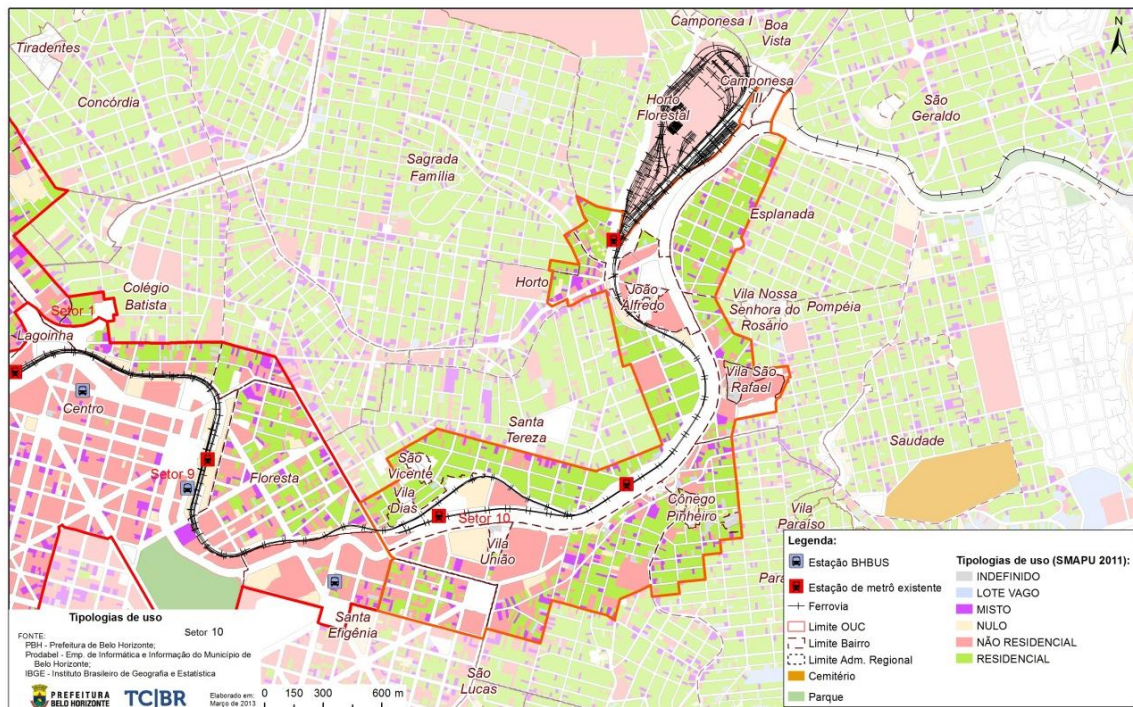 Camponesa I
Boa
Vista
Tiradentes
Concórdia
Camponesa
III
Horto
Florestal
São
Geraldo
N
Sagrada
Família
Esplanada
Horto
João
Alfredo
Vila Nossa
Senhora do
Rosário
Pompéia
Colégio
Batista
Setor 1
Lagoinha
Vila São
Rafael
Centro
Santa
Tereza
Saudade
São
Vicente
Setor 9
Floresta
Vila
Dias
Cônego
Pinheiro
Setor 10
Vila
União
Vila
Paraíso
Para
Santa
Efigênia
São
Lucas
Legenda:
Estação BHBUS
Estação de metrô existente
Ferrovia
Limite OUC
Limite Bairro
Limite Adm. Regional
Cemitério
Parque
Tipologias de uso (SMAPU 2011):
INDEFINIDO
LOTE VAGO
MISTO
NULO
NÃO RESIDENCIAL
RESIDENCIAL
Tipologias de uso
Setor 10
FONTE:
PBH - Prefeitura de Belo Horizonte;
Prodabel - Emp. de Informática e Informação do Município de
Belo Horizonte;
IBGE - Instituto Brasileiro de Geografia e Estatística
PREFEITURA
BELO HORIZONTE
TC|BR
Elaborado em:
Março de 2013
0 150 300 600 m